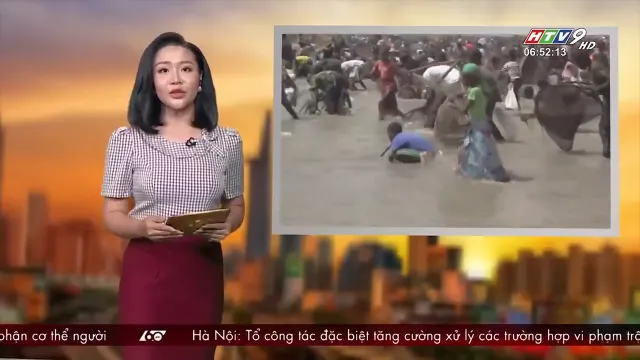 HTV9 HD
06:52:13
phận cơ thể người 60 Hà Nội: Tổ công tác đặc biệt tăng cường xử lý các trường hợp vi phạm